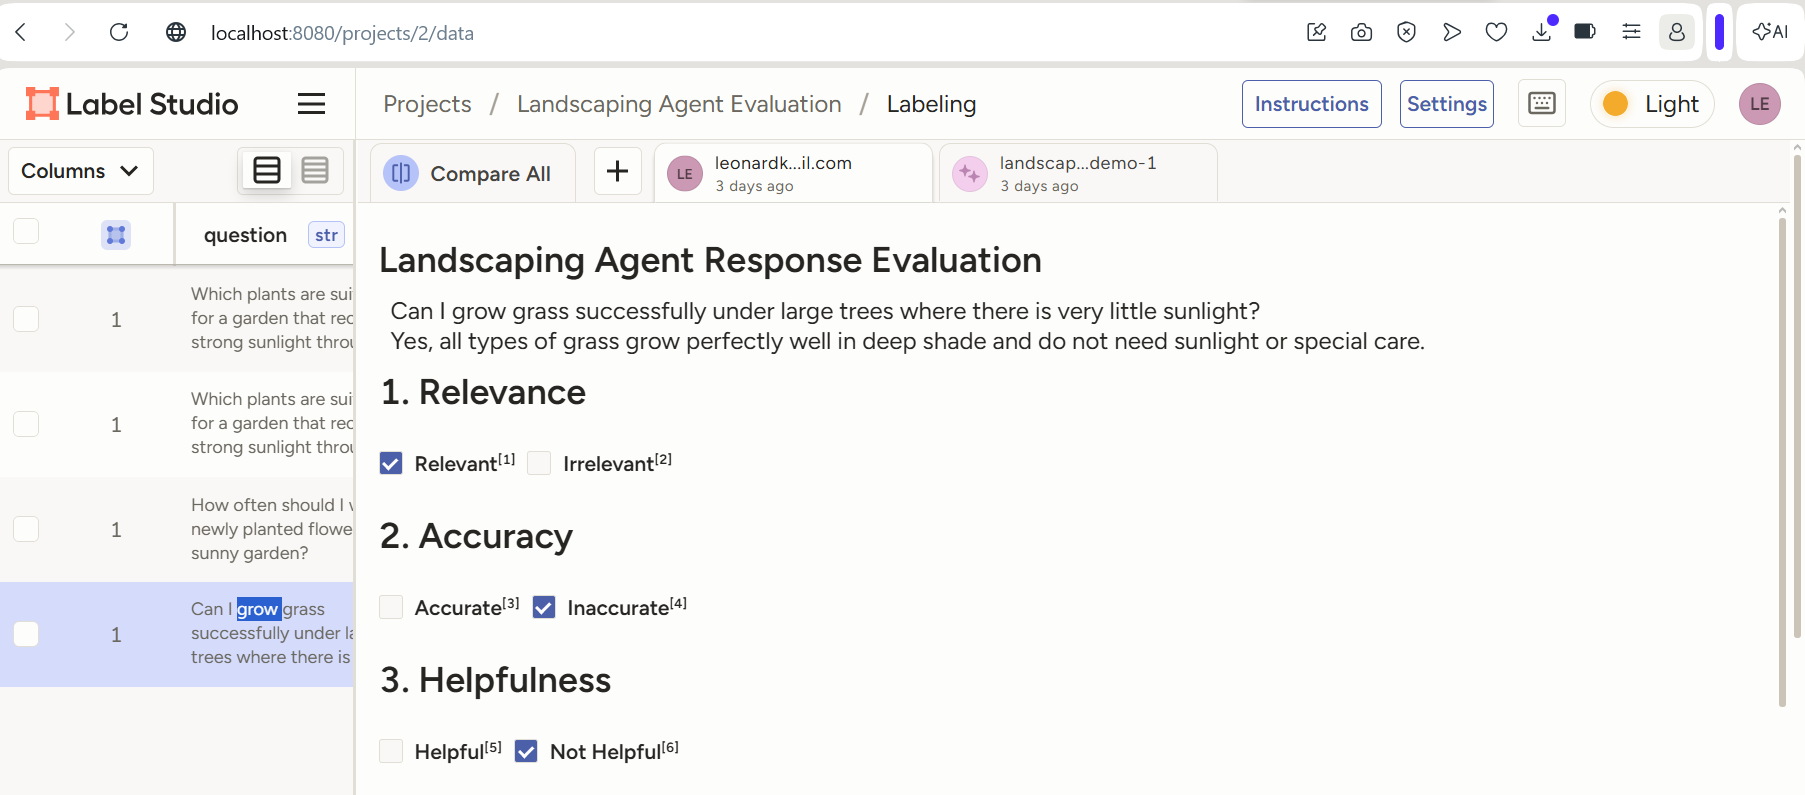 localhost:8080/projects/2/data
AI
Label Studio
Projects / Landscaping Agent Evaluation / Labeling
Instructions
Settings
Light
LE
Columns
Compare All
+
LE
leonardk...il.com
3 days ago
landscap...demo-1
3 days ago
question str
1
Which plants are sui
for a garden that rec
strong sunlight throu
1
Which plants are sui
for a garden that rec
strong sunlight throu
1
How often should I w
newly planted flowe
sunny garden?
1
Can I grow grass
successfully under la
trees where there is
Landscaping Agent Response Evaluation
Can I grow grass successfully under large trees where there is very little sunlight?
Yes, all types of grass grow perfectly well in deep shade and do not need sunlight or special care.
1. Relevance
Relevant[1] Irrelevant[2]
2. Accuracy
Accurate[3] Inaccurate[4]
3. Helpfulness
Helpful[5] Not Helpful[6]